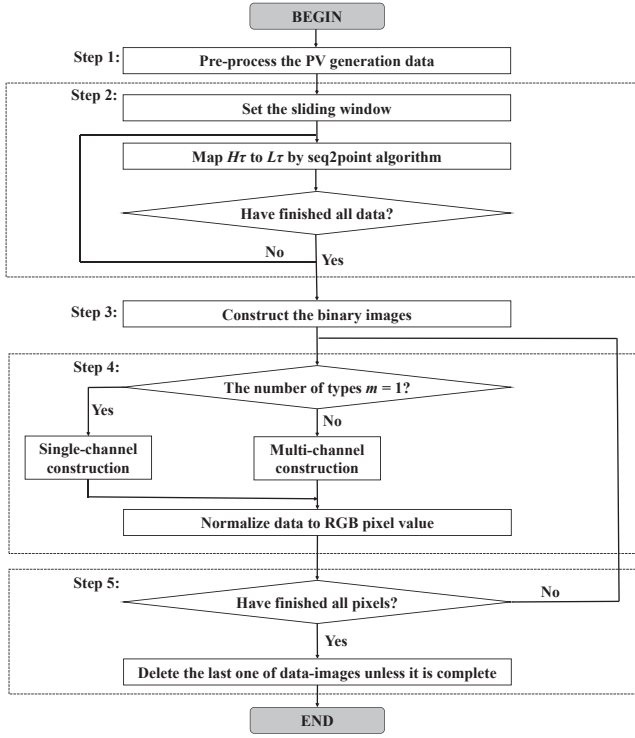 BEGIN
Step 1:
Pre-process the PV generation data
Step 2:
Set the sliding window
Map Hτ to Lτ by seq2point algorithm
Have finished all data?
No
Yes
Step 3:
Construct the binary images
Step 4:
The number of types m = 1?
Yes
No
Single-channel
construction
Multi-channel
construction
Normalize data to RGB pixel value
Step 5:
Have finished all pixels?
No
Yes
Delete the last one of data-images unless it is complete
END